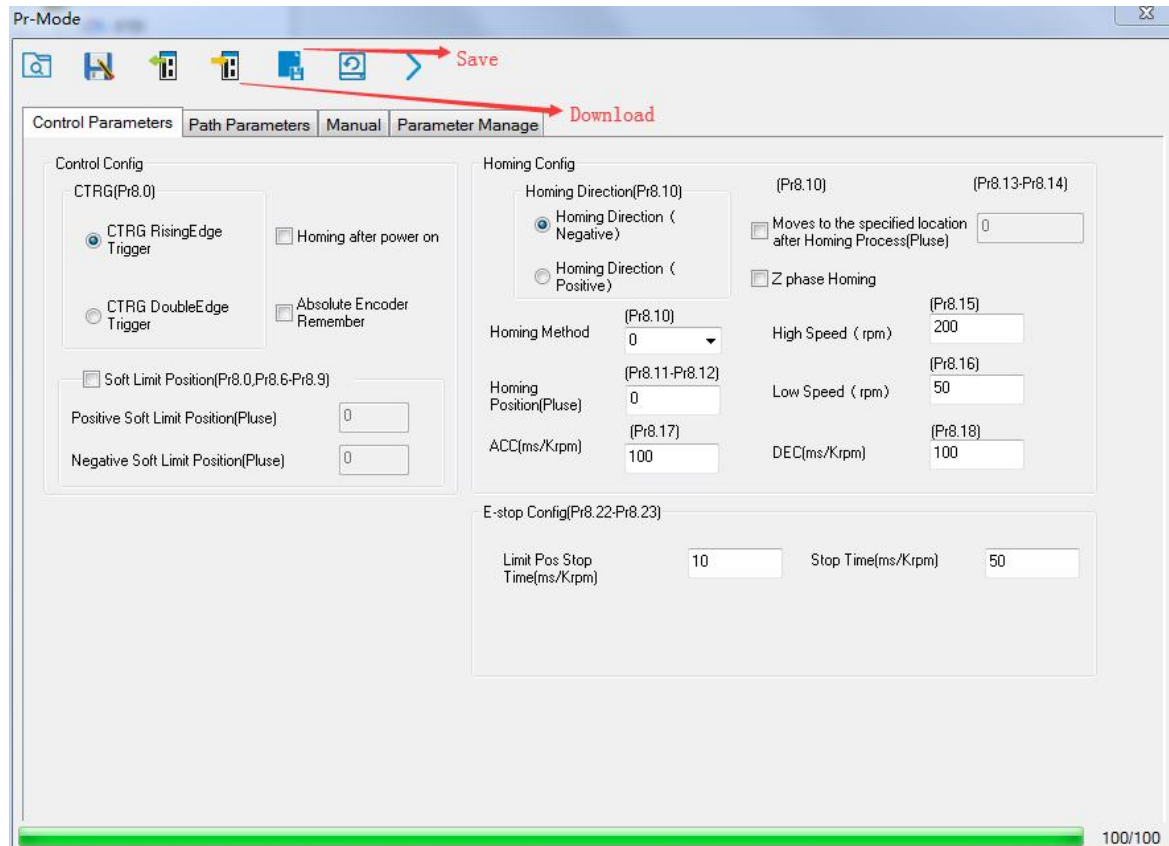 Pr-Mode
Save
Download
Control Parameters
Path Parameters
Manual
Parameter Manage
Control Config
CTRG(Pr8.0)
CTRG RisingEdge
Trigger
Homing after power on
CTRG DoubleEdge
Trigger
Absolute Encoder
Remember
Soft Limit Position(Pr8.0,Pr8.6-Pr8.9)
Positive Soft Limit Position(Pluse)
0
Negative Soft Limit Position(Pluse)
0
Homing Config
Homing Direction(Pr8.10)
Homing Direction (
Negative)
Homing Direction (
Positive)
(Pr8.10)
(Pr8.13-Pr8.14)
Moves to the specified location
after Homing Process(Pluse)
0
Z phase Homing
Homing Method
(Pr8.10)
0
High Speed (rpm)
(Pr8.15)
200
Homing
Position(Pluse)
(Pr8.11-Pr8.12)
0
Low Speed (rpm)
(Pr8.16)
50
ACC(ms/Krpm)
(Pr8.17)
100
DEC(ms/Krpm)
(Pr8.18)
100
E-stop Config(Pr8.22-Pr8.23)
Limit Pos Stop
Time(ms/Krpm)
10
Stop Time(ms/Krpm)
50
100/100